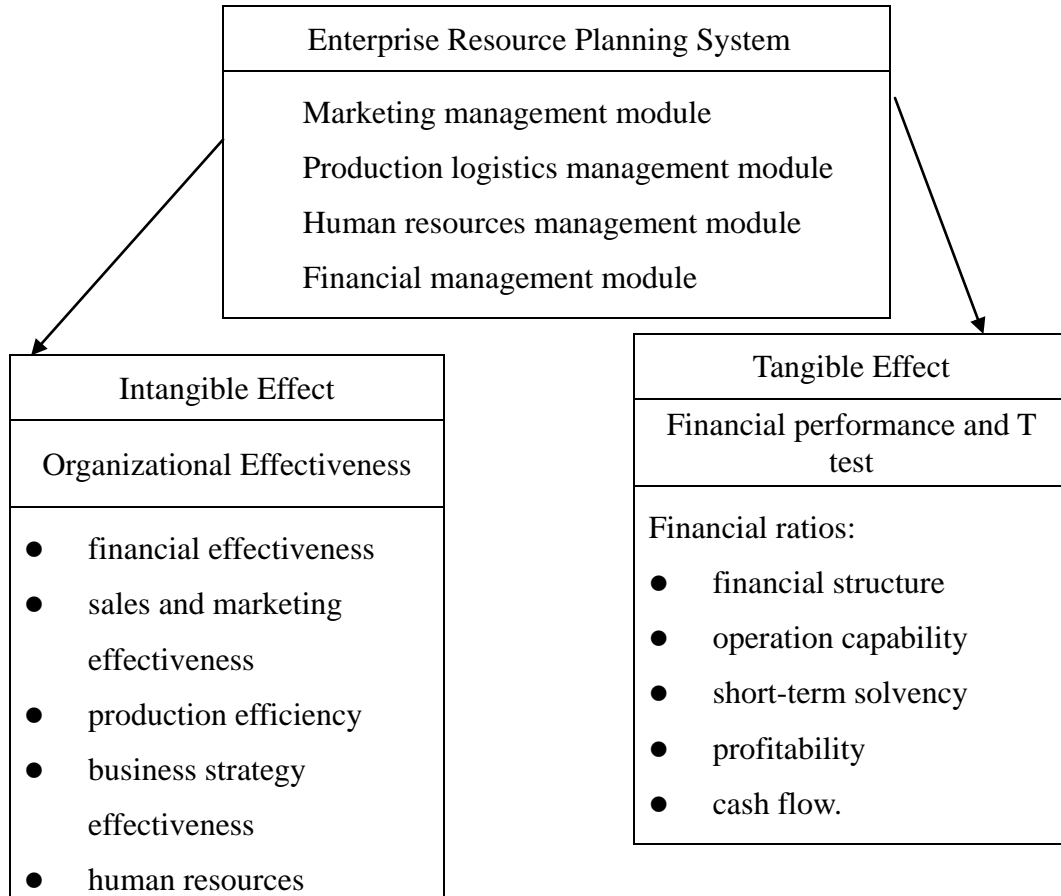 Enterprise Resource Planning System
Marketing management module
Production logistics management module
Human resources management module
Financial management module
Intangible Effect
Organizational Effectiveness
● financial effectiveness
● sales and marketing
effectiveness
● production efficiency
● business strategy
effectiveness
● human resources
Tangible Effect
Financial performance and T
test
Financial ratios:
● financial structure
● operation capability
● short-term solvency
● profitability
● cash flow.